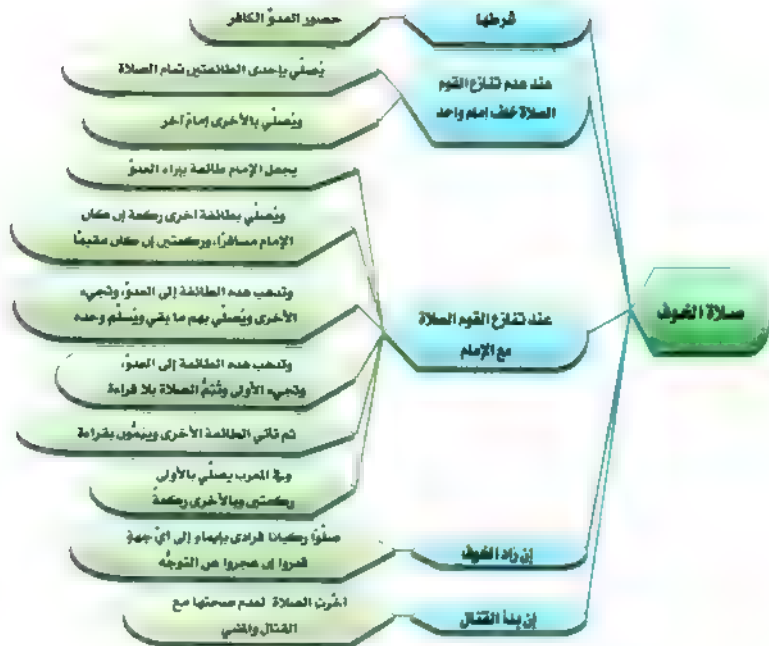 صلاة الخوف
شرطها
حضور العدوّ الكافر
عند عدم تنازع القوم
الصلاة خلف إمام واحد
يُصلّي بإحدى الطائفتين تمام الصلاة
ويُصلّي بالأخرى إمامٌ آخر
عند تنازع القوم الصلاة
مع الإمام
يجعل الإمام طائفة بإزاء العدوّ
ويُصلّي بطائفة أخرى ركعة إن كان
الإمام مسافرًا، وركعتين إن كان مقيمًا
وتذهب هذه الطائفة إلى العدوّ، وتجيء
الأخرى ويُصلّي بهم ما بقي ويُسلّم وحده
وتذهب هذه الطائفة إلى العدوّ،
وتجيء الأولى وتُتمُّ الصلاة بلا قراءة
ثم تأتي الطائفة الأخرى ويتمُّون بقراءة
وفي المغرب يصلّي بالأولى
ركعتين وبالأخرى ركعةً
إن زاد الخوف
صلّوا ركبانا فرادى بإيماء إلى أيّ جهةٍ
قدروا إن عجزوا عن التوجُّه
إن بدأ القتال
أخّرت الصلاة لعدم صحتها مع
القتال والمشي